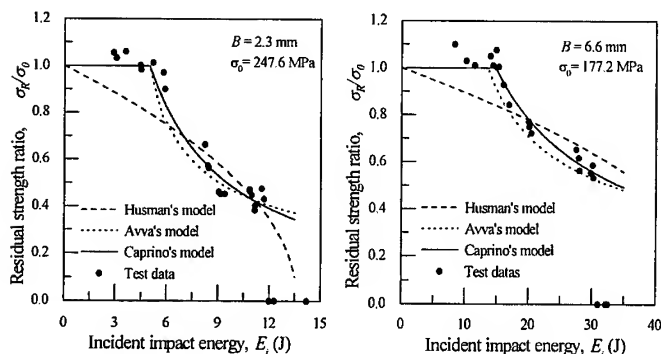 1.4
1.2
1.0
0.8
0.6
0.4
0.2
0.0
Residual strength ratio, σR/σ0
B = 2.3 mm
σ0= 247.6 MPa
Husman's model
Avva's model
Caprino's model
Test data
0 3 6 9 12 15
Incident impact energy, Ei (J)
1.4
1.2
1.0
0.8
0.6
0.4
0.2
0.0
Residual strength ratio, σR/σ0
B = 6.6 mm
σ0= 177.2 MPa
Husman's model
Avva's model
Caprino's model
Test datas
0 10 20 30 40
Incident impact energy, Ei (J)